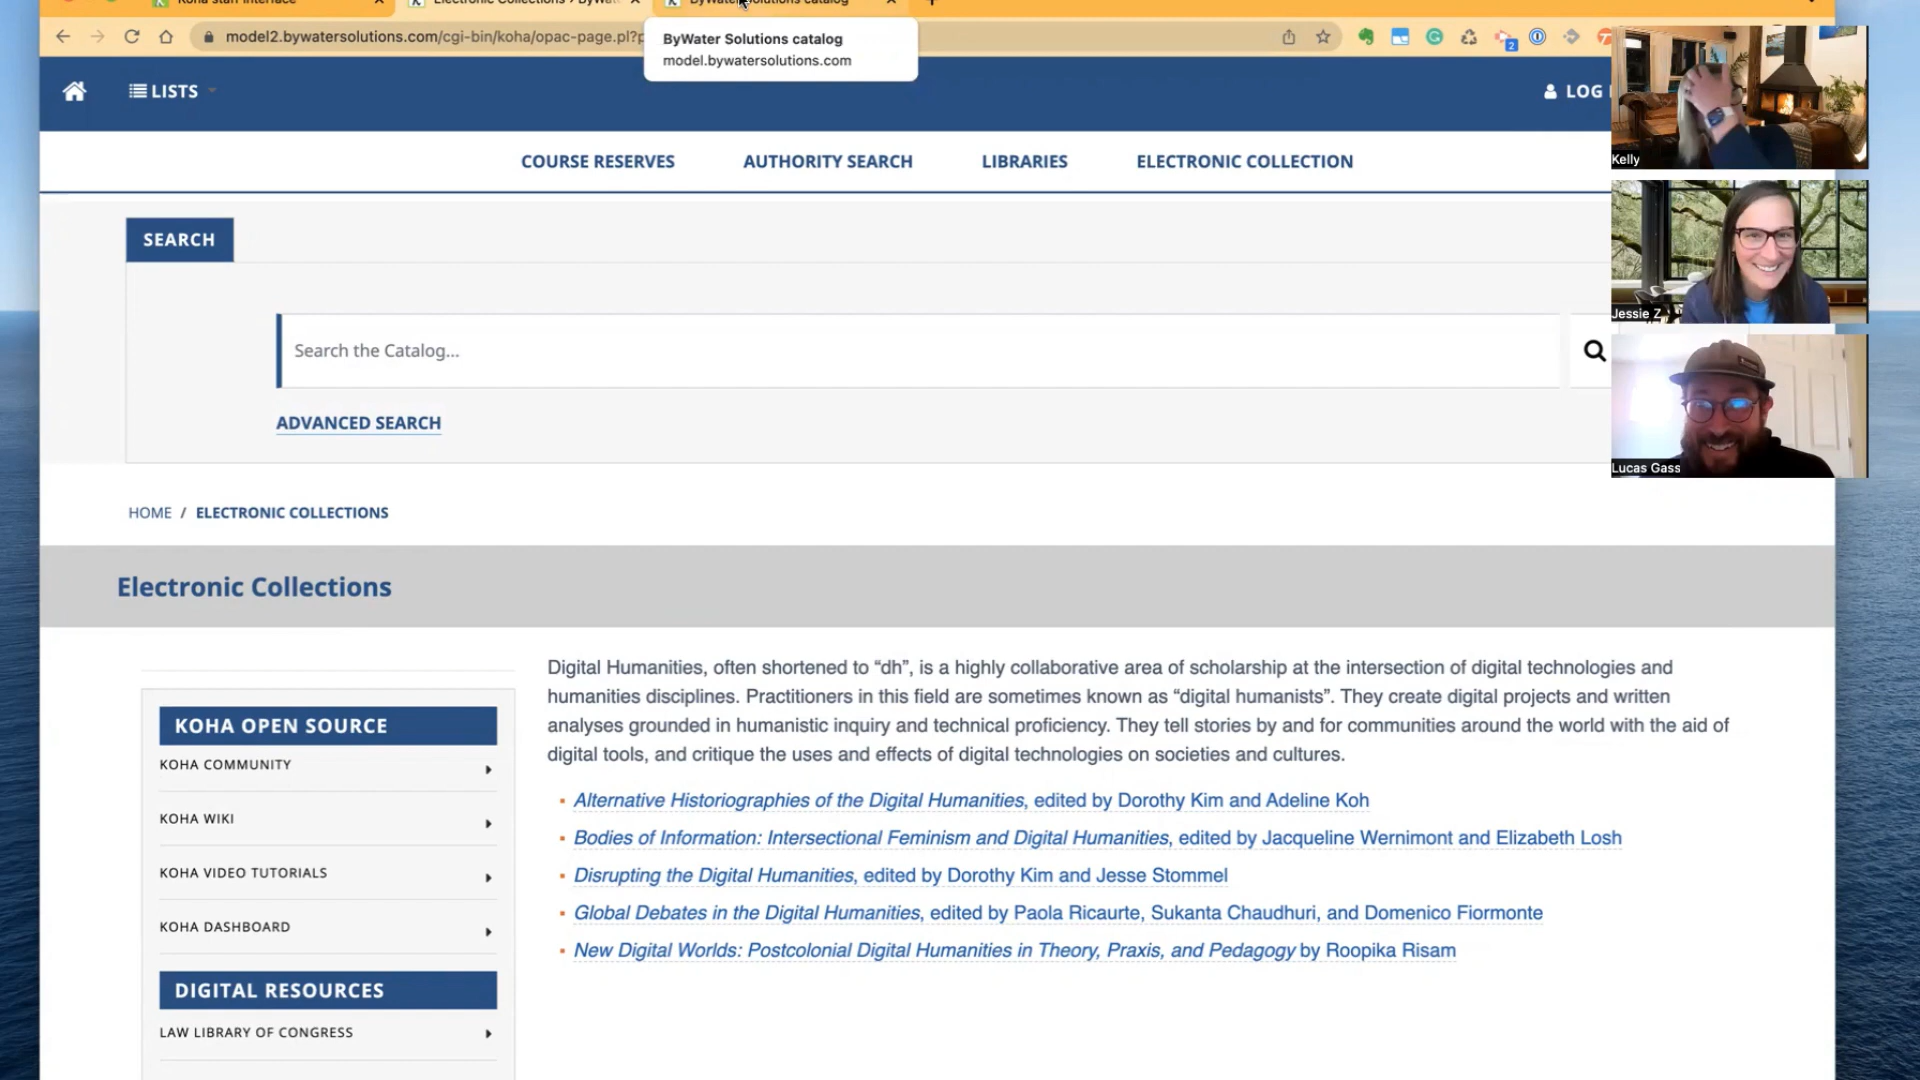 Koha staff interface
Electronic Collections › ByWat
ByWater Solutions catalog
model2.bywatersolutions.com/cgi-bin/koha/opac-page.pl?p
ByWater Solutions catalog
model.bywatersolutions.com
2
LISTS
LOG
Kelly
COURSE RESERVES
AUTHORITY SEARCH
LIBRARIES
ELECTRONIC COLLECTION
SEARCH
Jessie Z
Search the Catalog...
ADVANCED SEARCH
Lucas Gass
HOME / ELECTRONIC COLLECTIONS
Electronic Collections
Digital Humanities, often shortened to “dh”, is a highly collaborative area of scholarship at the intersection of digital technologies and
humanities disciplines. Practitioners in this field are sometimes known as “digital humanists”. They create digital projects and written
analyses grounded in humanistic inquiry and technical proficiency. They tell stories by and for communities around the world with the aid of
digital tools, and critique the uses and effects of digital technologies on societies and cultures.
Alternative Historiographies of the Digital Humanities, edited by Dorothy Kim and Adeline Koh
Bodies of Information: Intersectional Feminism and Digital Humanities, edited by Jacqueline Wernimont and Elizabeth Losh
Disrupting the Digital Humanities, edited by Dorothy Kim and Jesse Stommel
Global Debates in the Digital Humanities, edited by Paola Ricaurte, Sukanta Chaudhuri, and Domenico Fiormonte
New Digital Worlds: Postcolonial Digital Humanities in Theory, Praxis, and Pedagogy by Roopika Risam
KOHA OPEN SOURCE
KOHA COMMUNITY
KOHA WIKI
KOHA VIDEO TUTORIALS
KOHA DASHBOARD
DIGITAL RESOURCES
LAW LIBRARY OF CONGRESS